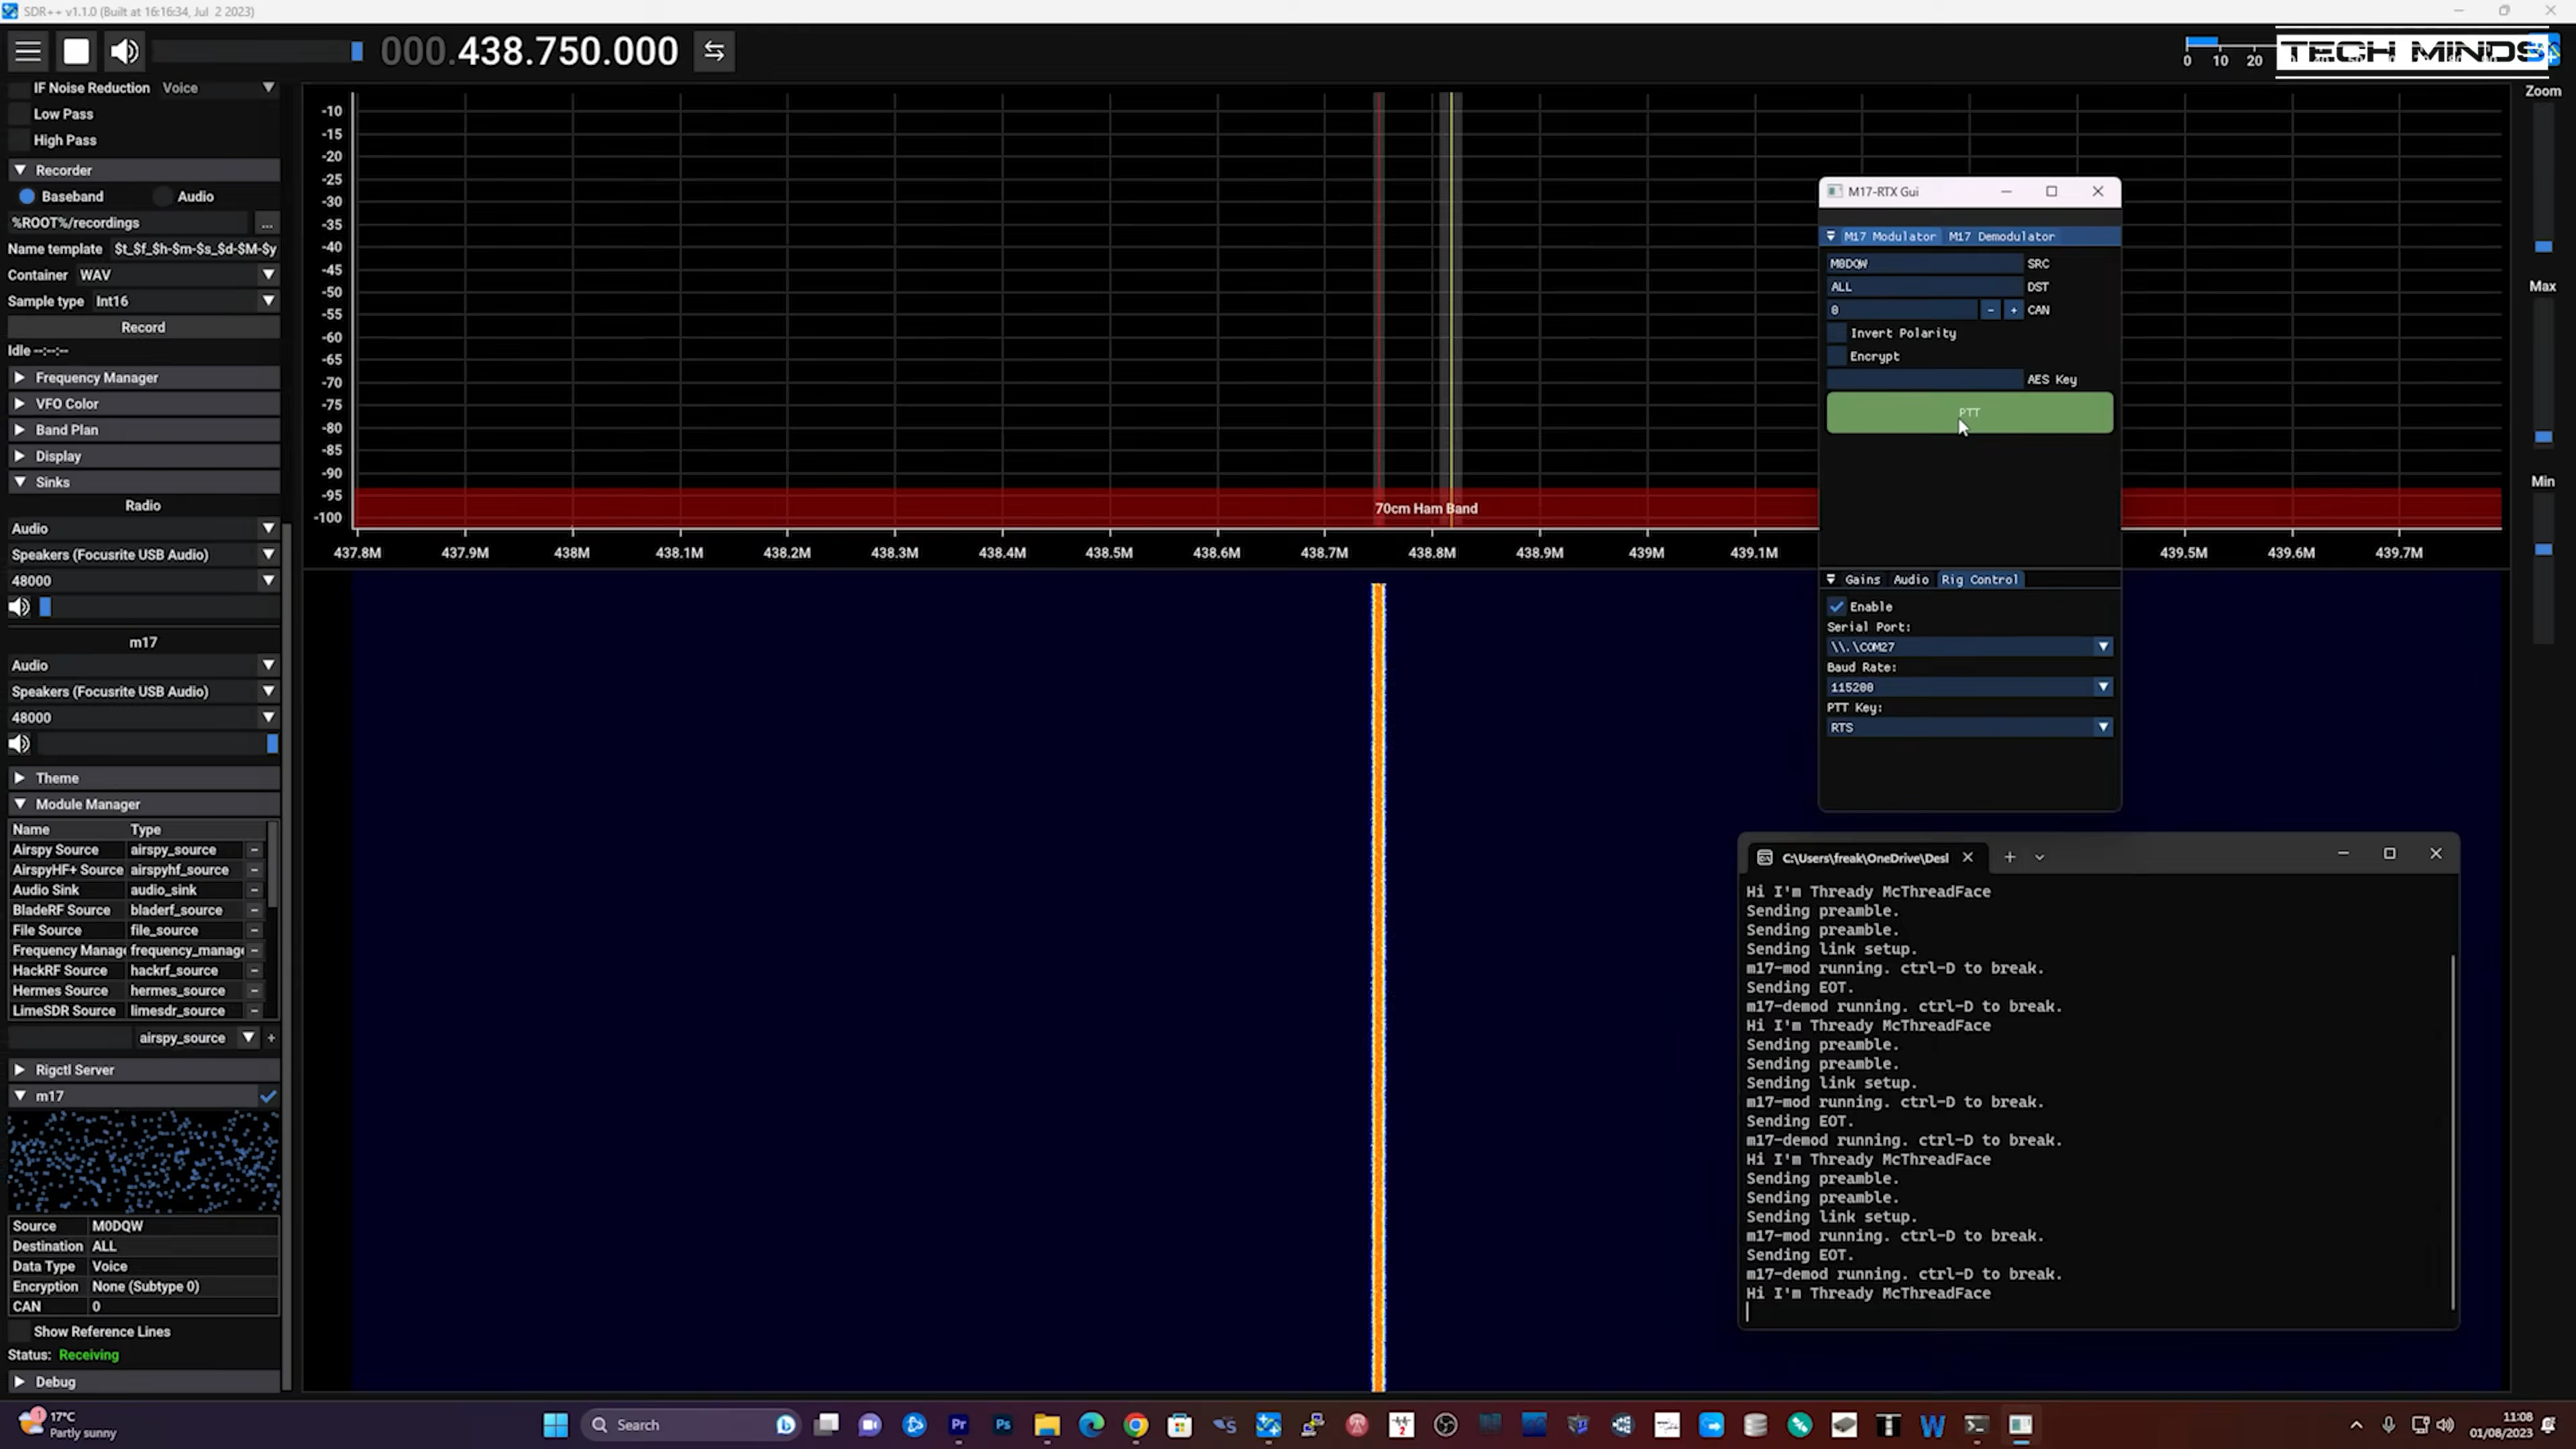 SDR++ v1.1.0 (Built at 16:16:34, Jul 2 2023)
000.438.750.000
0 10 20
TECH MINDS
IF Noise Reduction Voice
Low Pass
High Pass
Recorder
Baseband Audio
%ROOT%/recordings ...
Name template $t_$f_$h-$m-$s_$d-$M-$y
Container WAV
Sample type Int16
Record
Idle --:--:--
Frequency Manager
VFO Color
Band Plan
Display
Sinks
Radio
Audio
Speakers (Focusrite USB Audio)
48000
m17
Audio
Speakers (Focusrite USB Audio)
48000
Theme
Module Manager
Name Type
Airspy Source airspy_source -
AirspyHF+ Source airspyhf_source -
Audio Sink audio_sink -
BladeRF Source bladerf_source -
File Source file_source -
Frequency Manag frequency_manag -
HackRF Source hackrf_source -
Hermes Source hermes_source -
LimeSDR Source limesdr_source -
airspy_source +
Rigctl Server
m17
Source M0DQW
Destination ALL
Data Type Voice
Encryption None (Subtype 0)
CAN 0
Show Reference Lines
Status: Receiving
Debug
-10
-15
-20
-25
-30
-35
-40
-45
-50
-55
-60
-65
-70
-75
-80
-85
-90
-95
-100
70cm Ham Band
437.8M 437.9M 438M 438.1M 438.2M 438.3M 438.4M 438.5M 438.6M 438.7M 438.8M 438.9M 439M 439.1M 439.5M 439.6M 439.7M
Zoom
Max
Min
M17-RTX Gui
M17 Modulator M17 Demodulator
M0DQW SRC
ALL DST
0 - + CAN
Invert Polarity
Encrypt
AES Key
PTT
Gains Audio Rig Control
Enable
Serial Port:
\\.\COM27
Baud Rate:
115200
PTT Key:
RTS
C:\Users\freak\OneDrive\Desl
Hi I'm Thready McThreadFace
Sending preamble.
Sending preamble.
Sending link setup.
m17-mod running. ctrl-D to break.
Sending EOT.
m17-demod running. ctrl-D to break.
Hi I'm Thready McThreadFace
Sending preamble.
Sending preamble.
Sending link setup.
m17-mod running. ctrl-D to break.
Sending EOT.
m17-demod running. ctrl-D to break.
Hi I'm Thready McThreadFace
Sending preamble.
Sending preamble.
Sending link setup.
m17-mod running. ctrl-D to break.
Sending EOT.
m17-demod running. ctrl-D to break.
Hi I'm Thready McThreadFace
1
17°C
Partly sunny
Search
Pr
Ps
2
W
11:08
01/08/2023